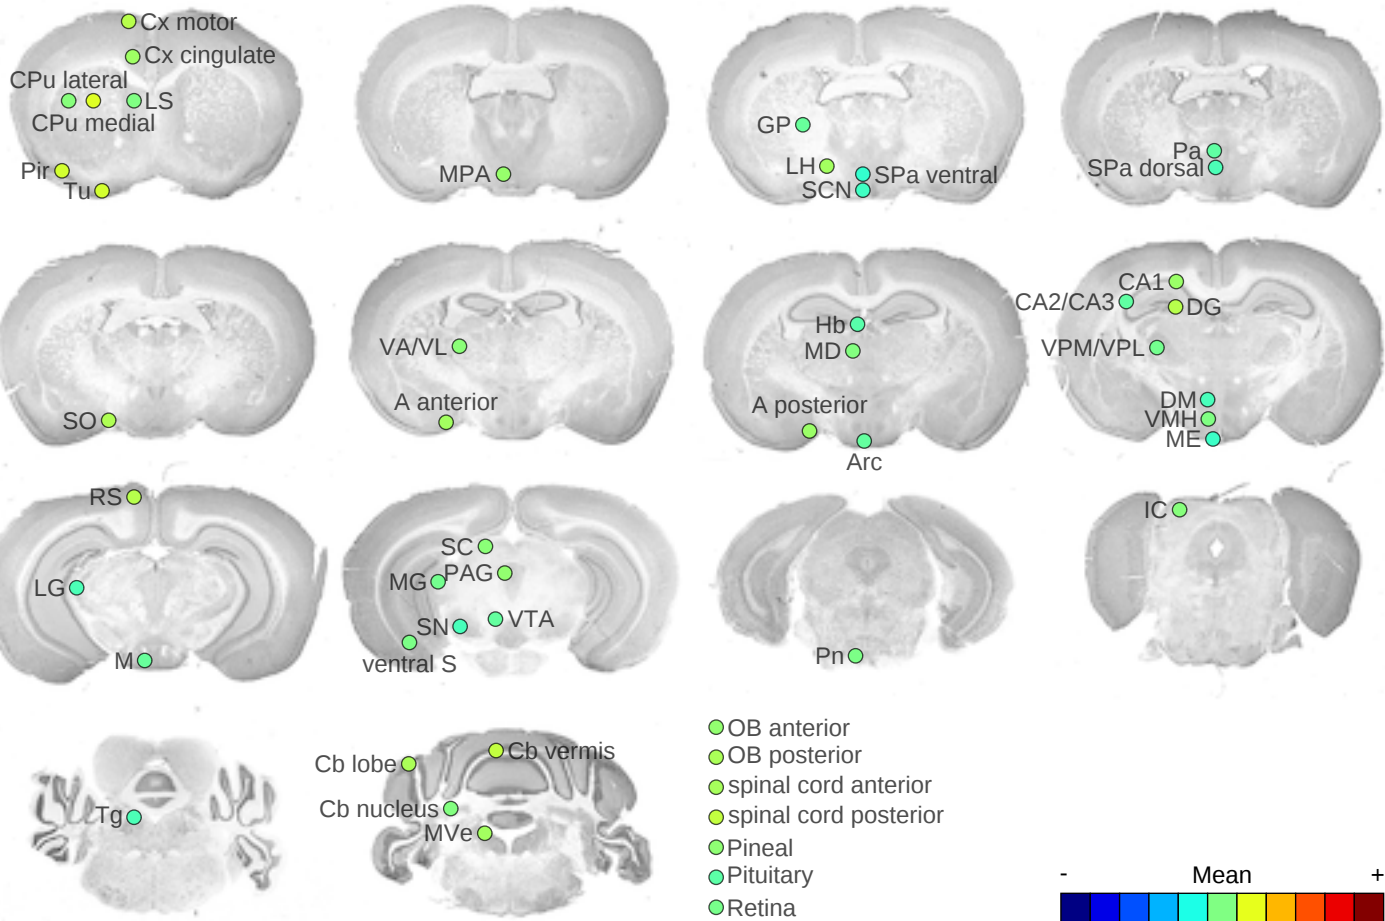 Cx motor
Cx cingulate
CPu lateral
LS
CPu medial
Pir
Tu
MPA
GP
LH
SPa ventral
SCN
Pa
SPa dorsal
SO
VA/VL
A anterior
Hb
MD
A posterior
Arc
CA1
CA2/CA3
DG
VPM/VPL
DM
VMH
ME
RS
LG
M
SC
MG
PAG
SN
VTA
ventral S
Pn
IC
Tg
Cb lobe
Cb vermis
Cb nucleus
MVe
OB anterior
OB posterior
spinal cord anterior
spinal cord posterior
Pineal
Pituitary
Retina
- Mean +